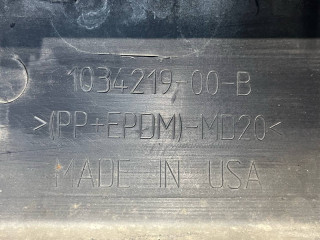 1034219-00-B
>(PP+EPDM)-MD20<
MADE IN USA